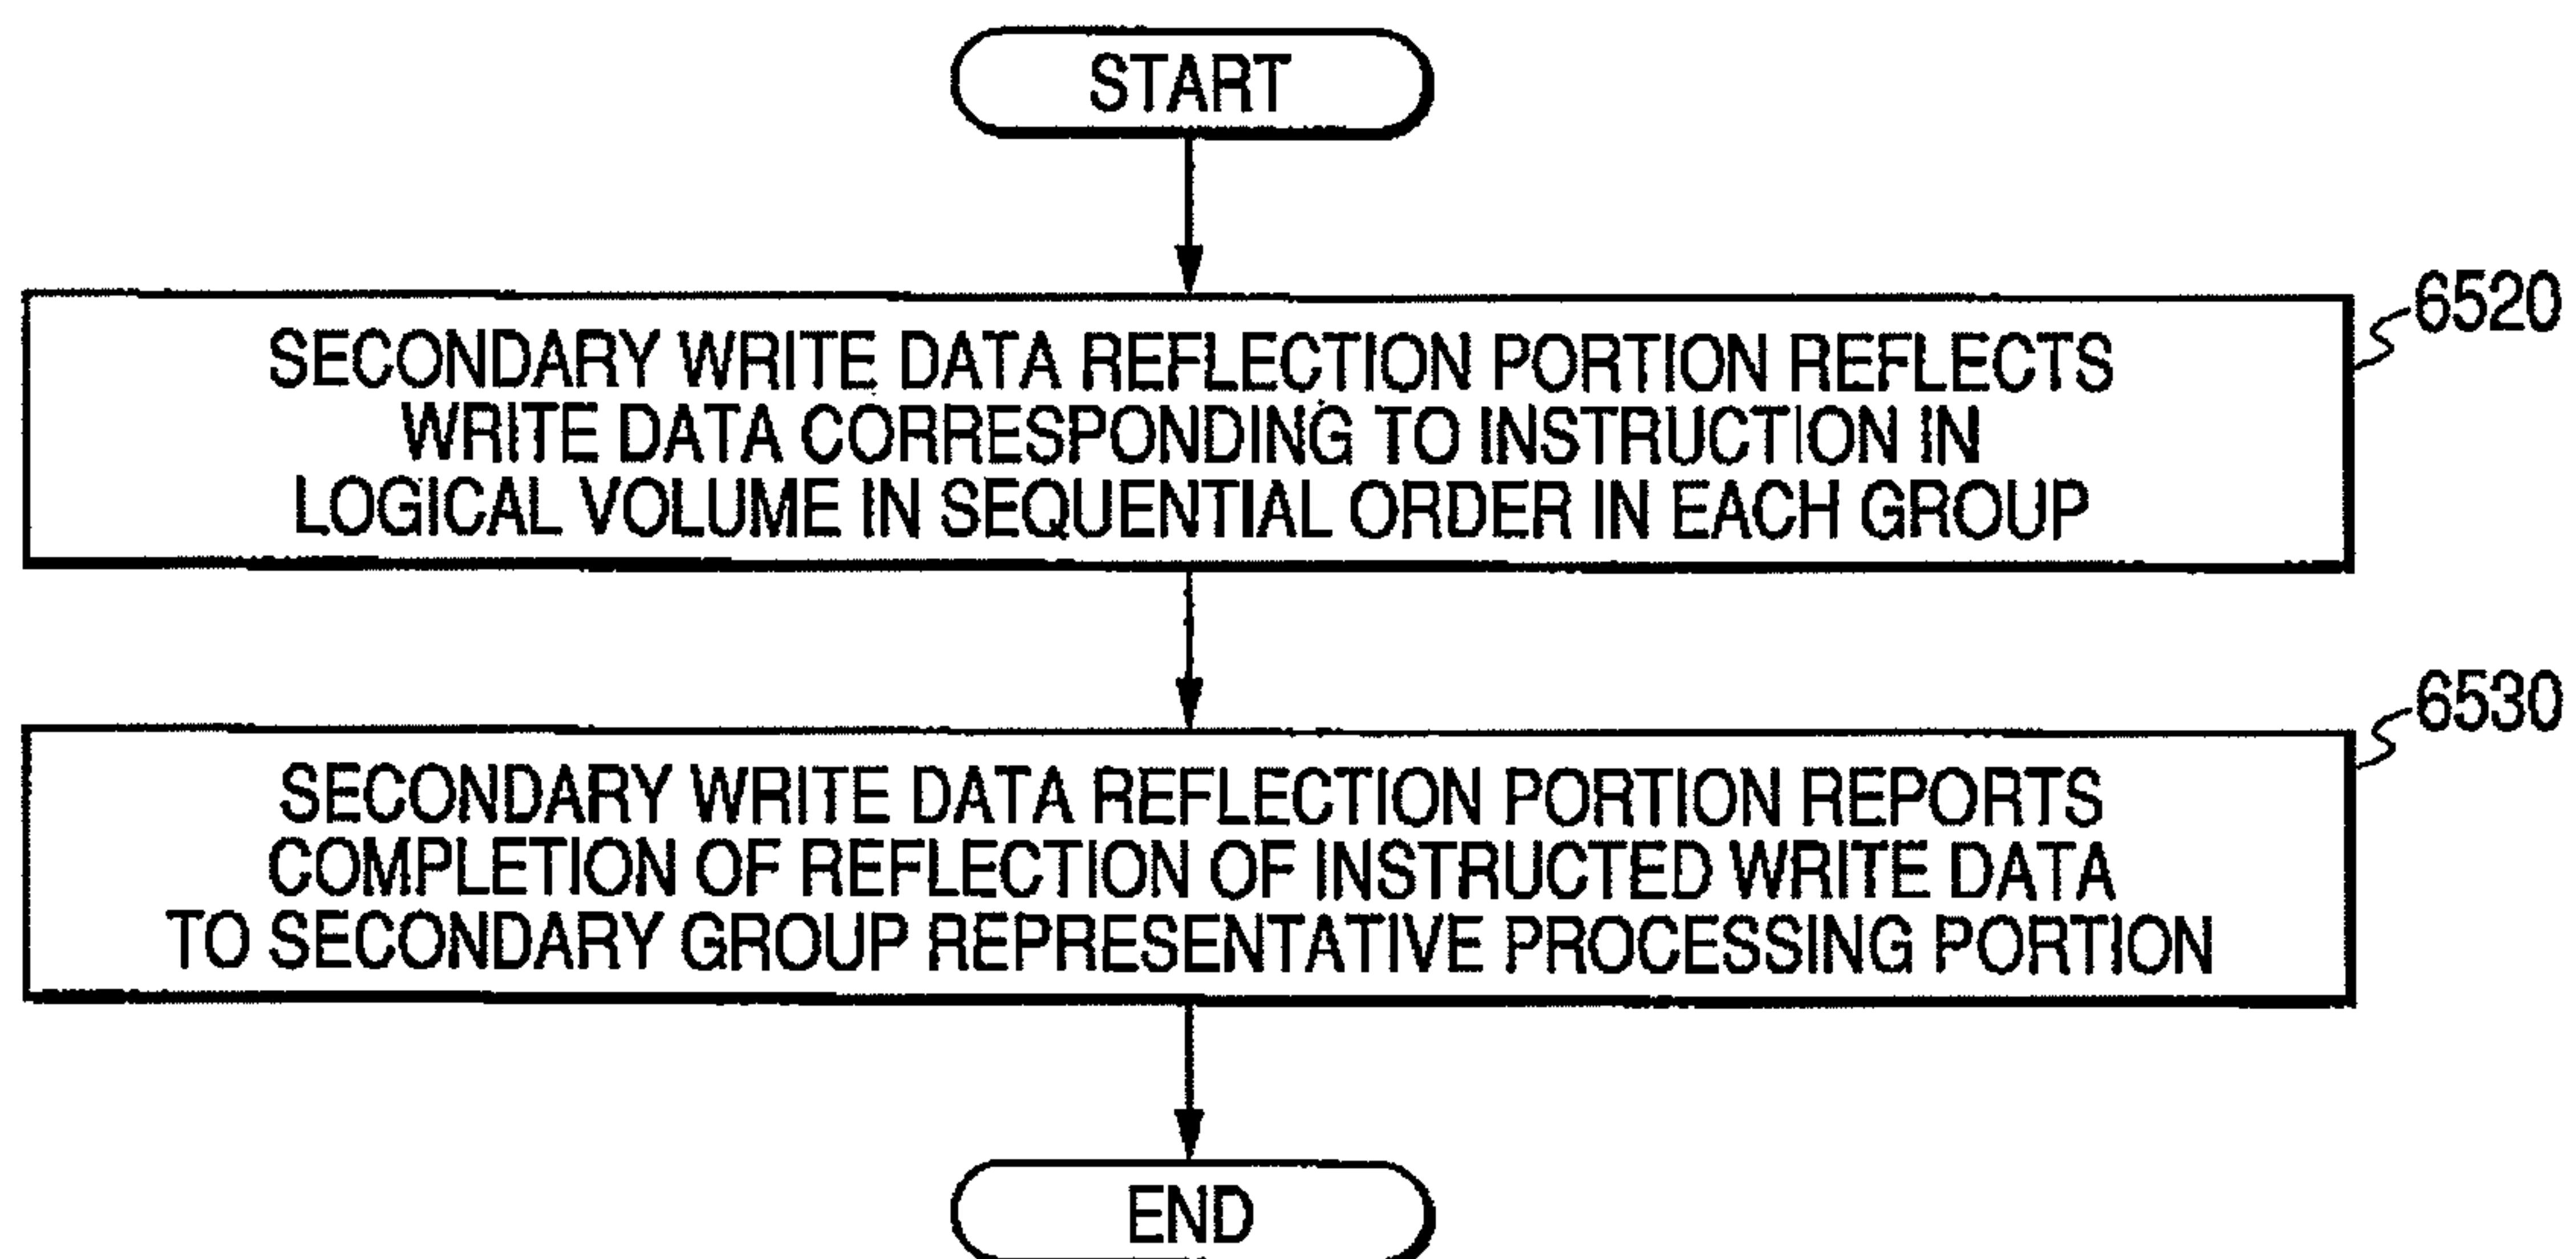 START
6520
SECONDARY WRITE DATA REFLECTION PORTION REFLECTS
WRITE DATA CORRESPONDING TO INSTRUCTION IN
LOGICAL VOLUME IN SEQUENTIAL ORDER IN EACH GROUP
6530
SECONDARY WRITE DATA REFLECTION PORTION REPORTS
COMPLETION OF REFLECTION OF INSTRUCTED WRITE DATA
TO SECONDARY GROUP REPRESENTATIVE PROCESSING PORTION
END